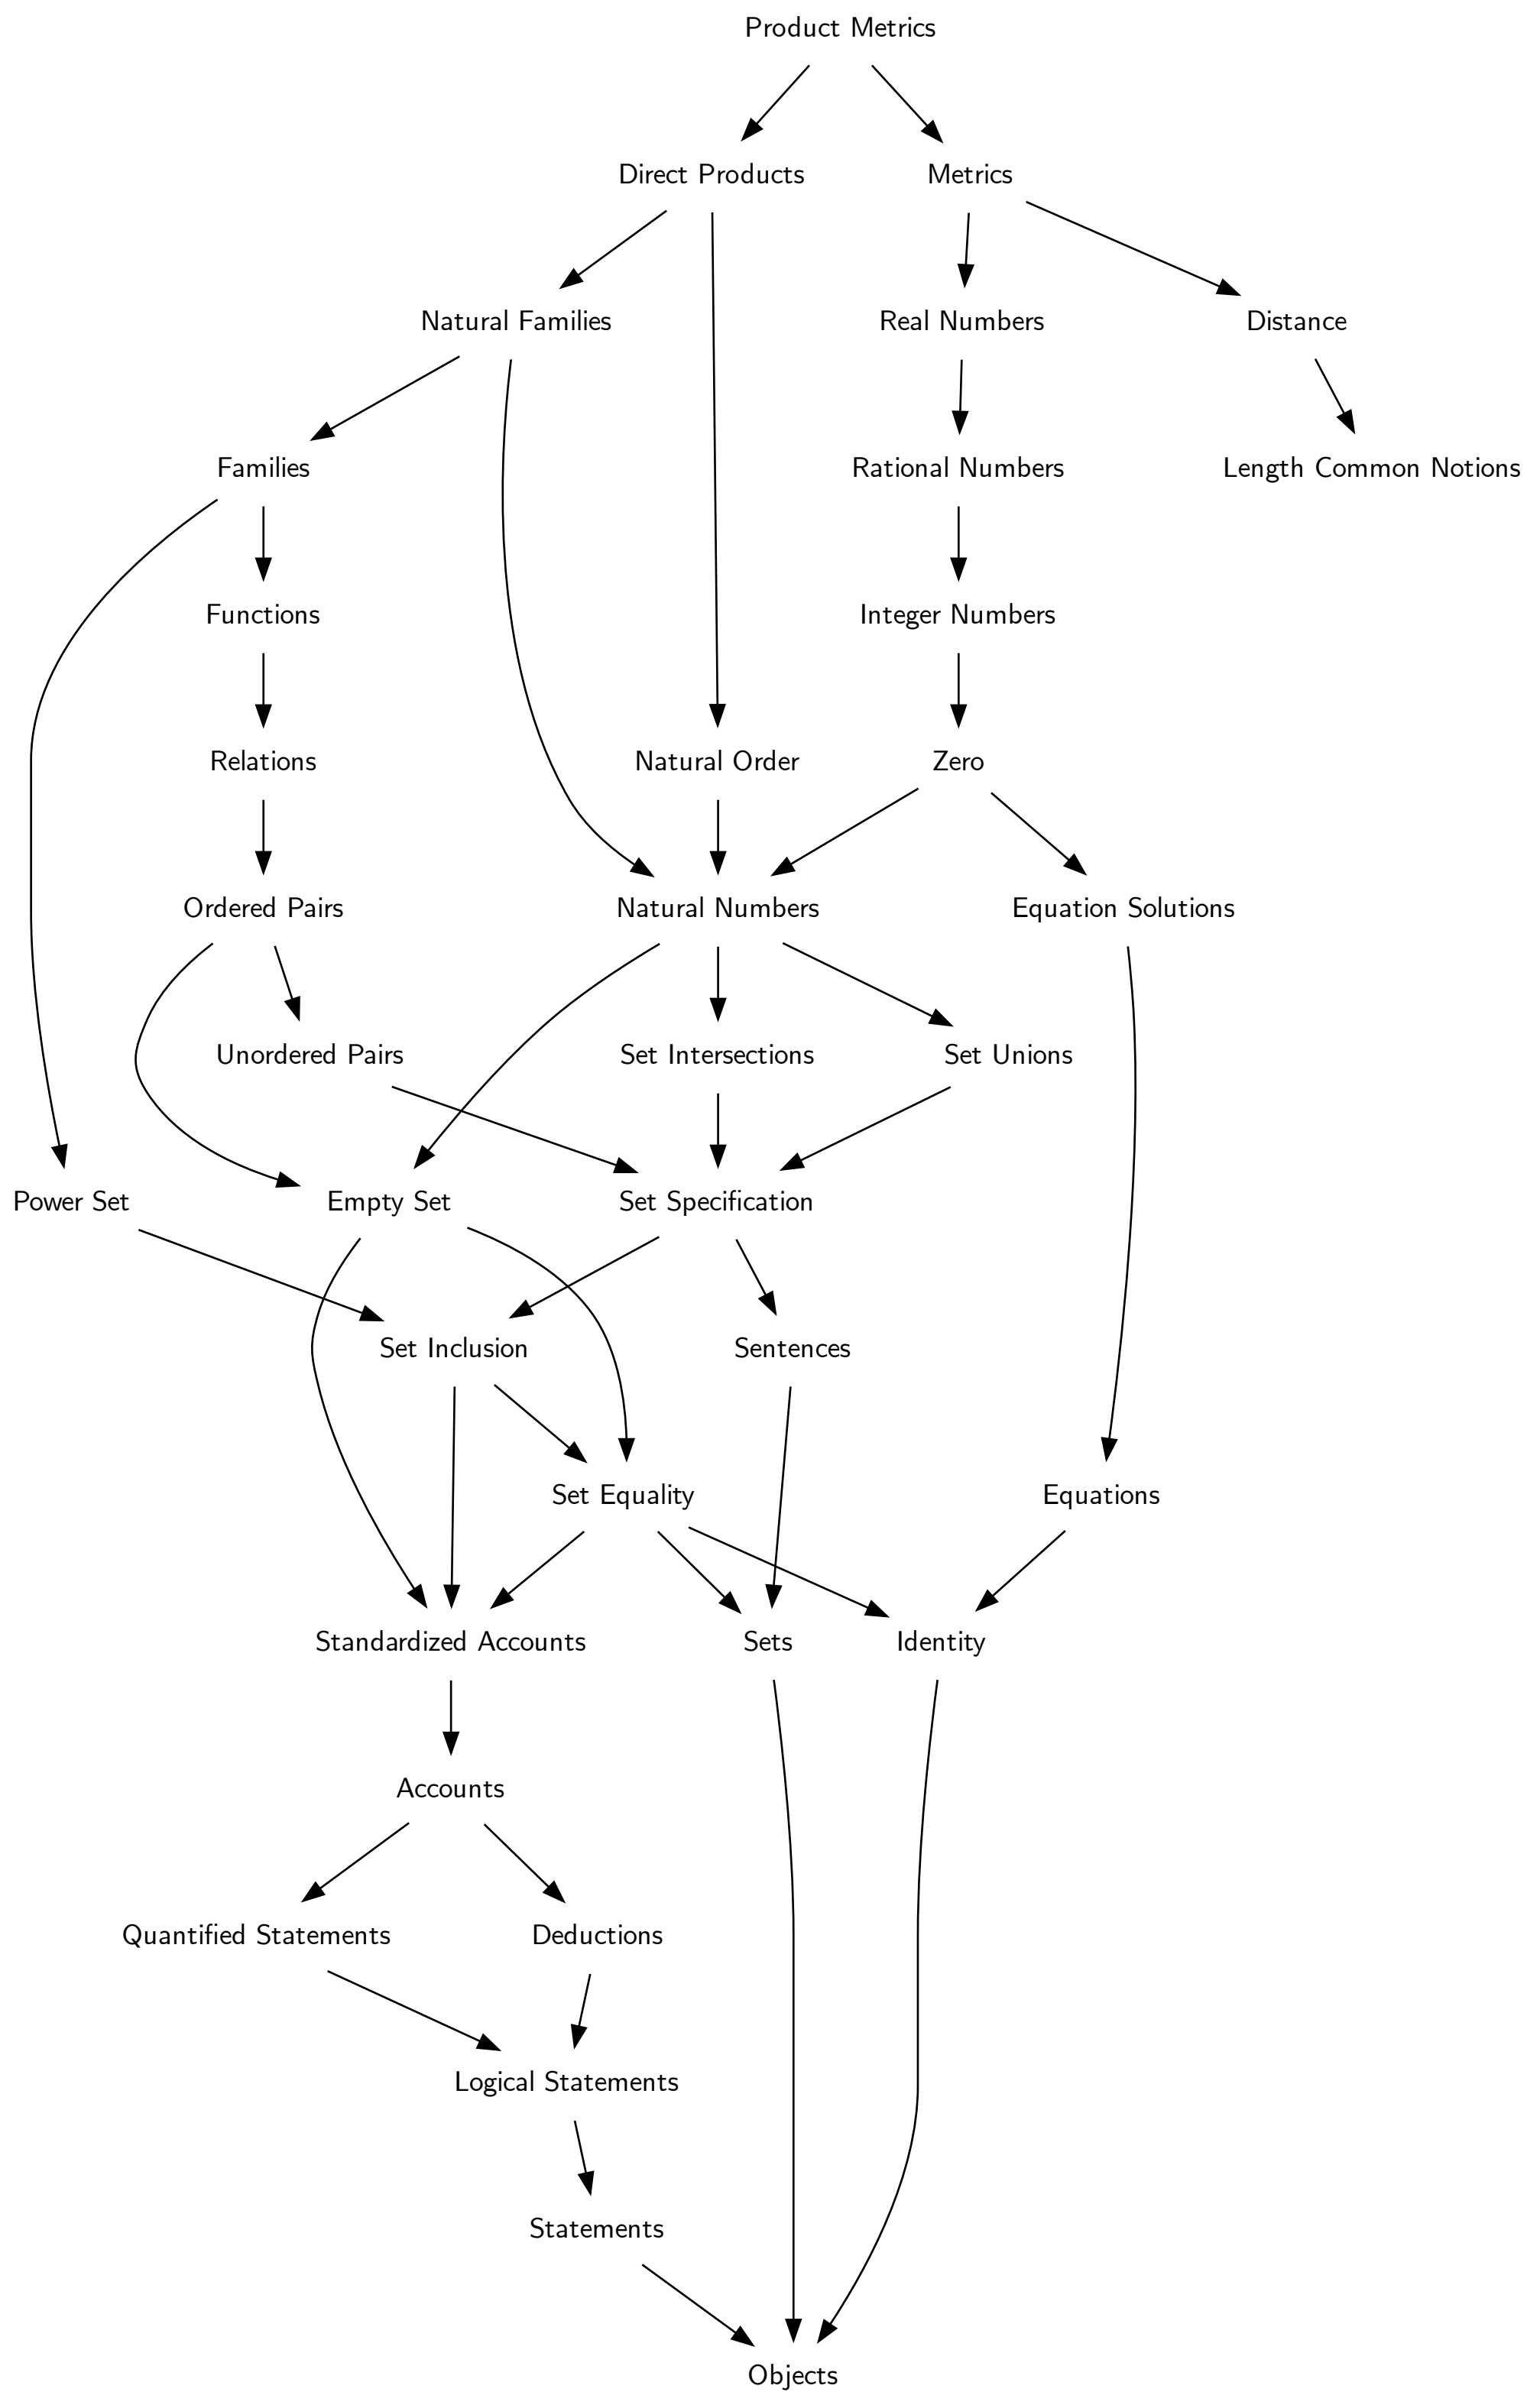 Product Metrics
Direct Products
Metrics
Natural Families
Real Numbers
Distance
Families
Rational Numbers
Length Common Notions
Functions
Integer Numbers
Relations
Natural Order
Zero
Ordered Pairs
Natural Numbers
Equation Solutions
Unordered Pairs
Set Intersections
Set Unions
Power Set
Empty Set
Set Specification
Set Inclusion
Sentences
Set Equality
Equations
Standardized Accounts
Sets
Identity
Accounts
Quantified Statements
Deductions
Logical Statements
Statements
Objects